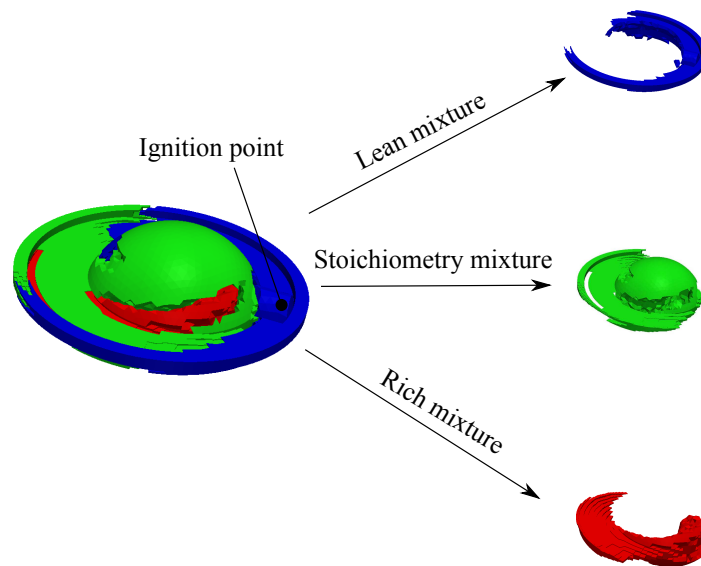 Ignition point
Lean mixture
Stoichiometry mixture
Rich mixture